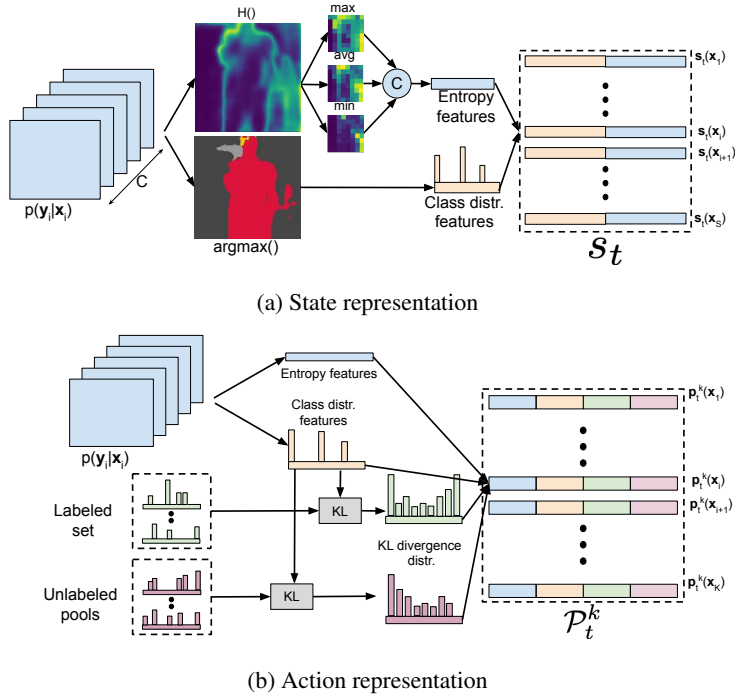 H()
max
avg
min
C
C
p(y_i|x_i)
argmax()
Entropy
features
Class distr.
features
s_t(x_1)
s_t(x_i)
s_t(x_{i+1})
s_t(x_S)
s_t
(a) State representation
p(y_i|x_i)
Entropy features
Class distr.
features
Labeled
set
KL
KL divergence
distr.
Unlabeled
pools
KL
p_t^k(x_1)
p_t^k(x_i)
p_t^k(x_{i+1})
p_t^k(x_K)
P_t^k
(b) Action representation